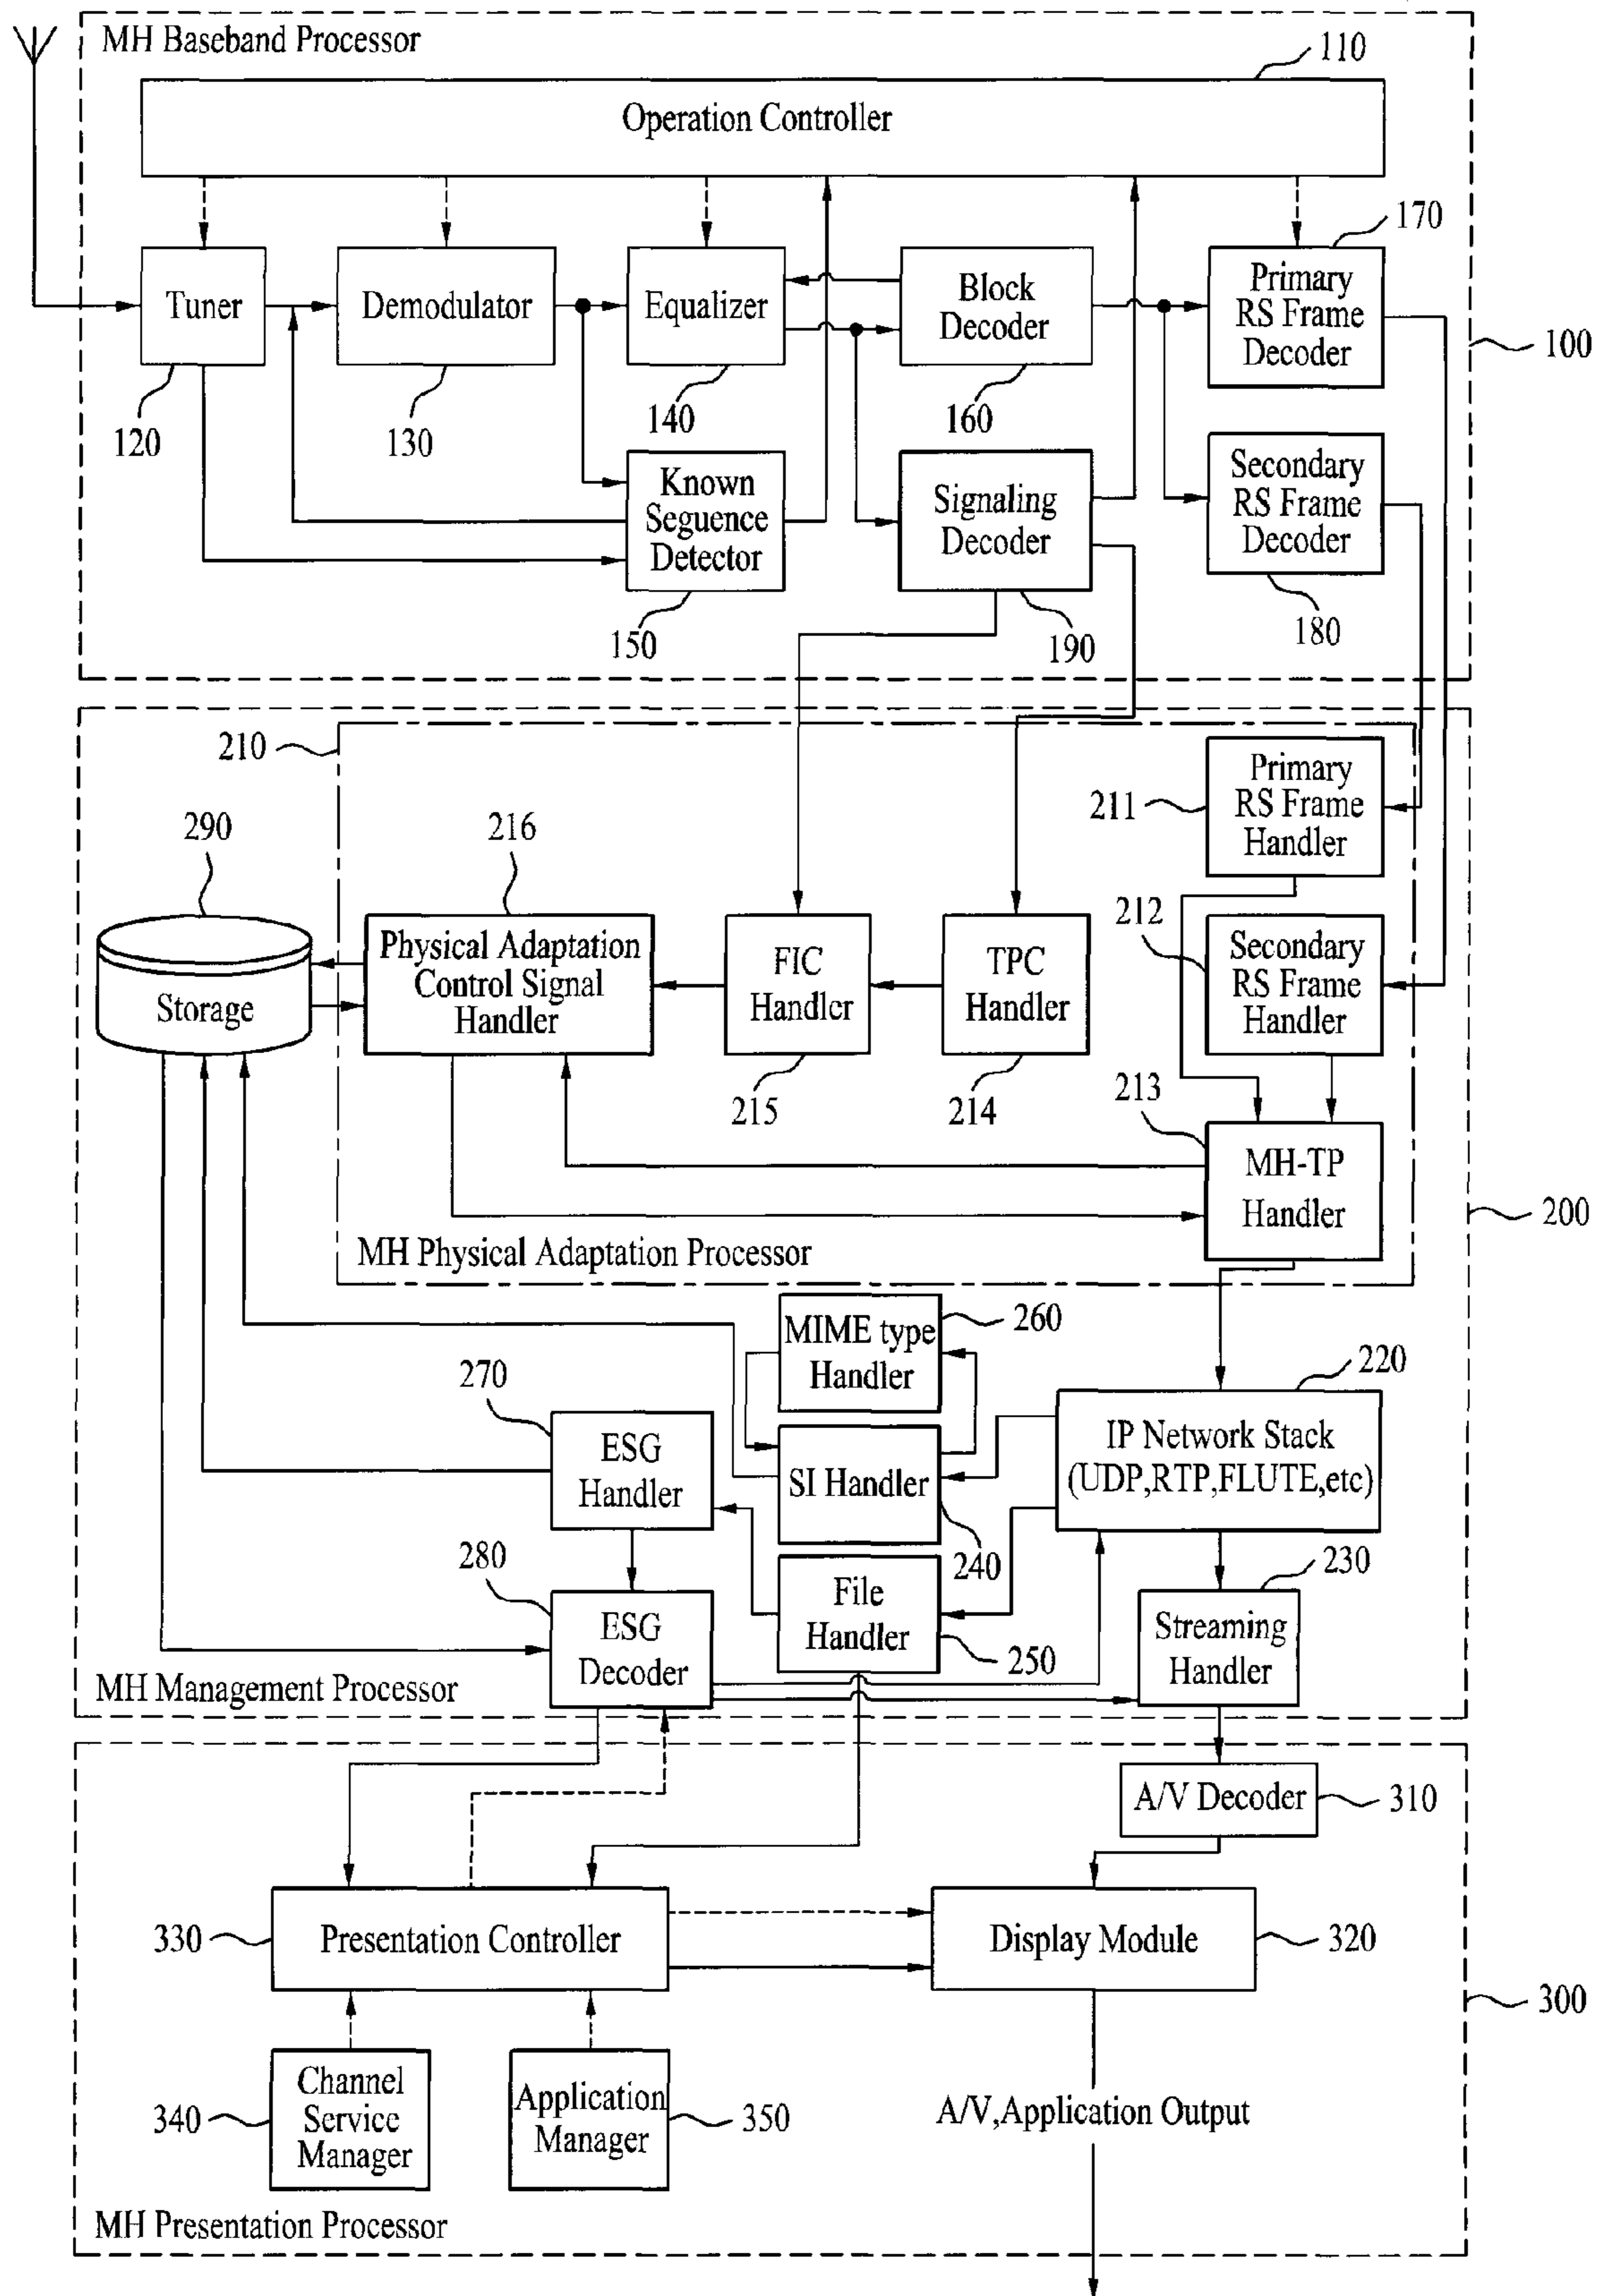 MH Baseband Processor
110
Operation Controller
170
Tuner
Demodulator
Equalizer
Block
Decoder
Primary
RS Frame
Decoder
100
120
130
140
160
Known
Seguence
Detector
Signaling
Decoder
Secondary
RS Frame
Decoder
150
190
180
210
Primary
RS Frame
Handler
211
290
216
212
Storage
Physical Adaptation
Control Signal
Handler
FIC
Handler
TPC
Handler
Secondary
RS Frame
Handler
215
214
213
MH-TP
Handler
200
MH Physical Adaptation Processor
MIME type
Handler
260
270
220
ESG
Handler
SI Handler
IP Network Stack
(UDP,RTP,FLUTE,etc)
280
240
230
ESG
Decoder
File
Handler
250
Streaming
Handler
MH Management Processor
A/V Decoder
310
330
Presentation Controller
Display Module
320
300
340
Channel
Service
Manager
Application
Manager
350
A/V,Application Output
MH Presentation Processor